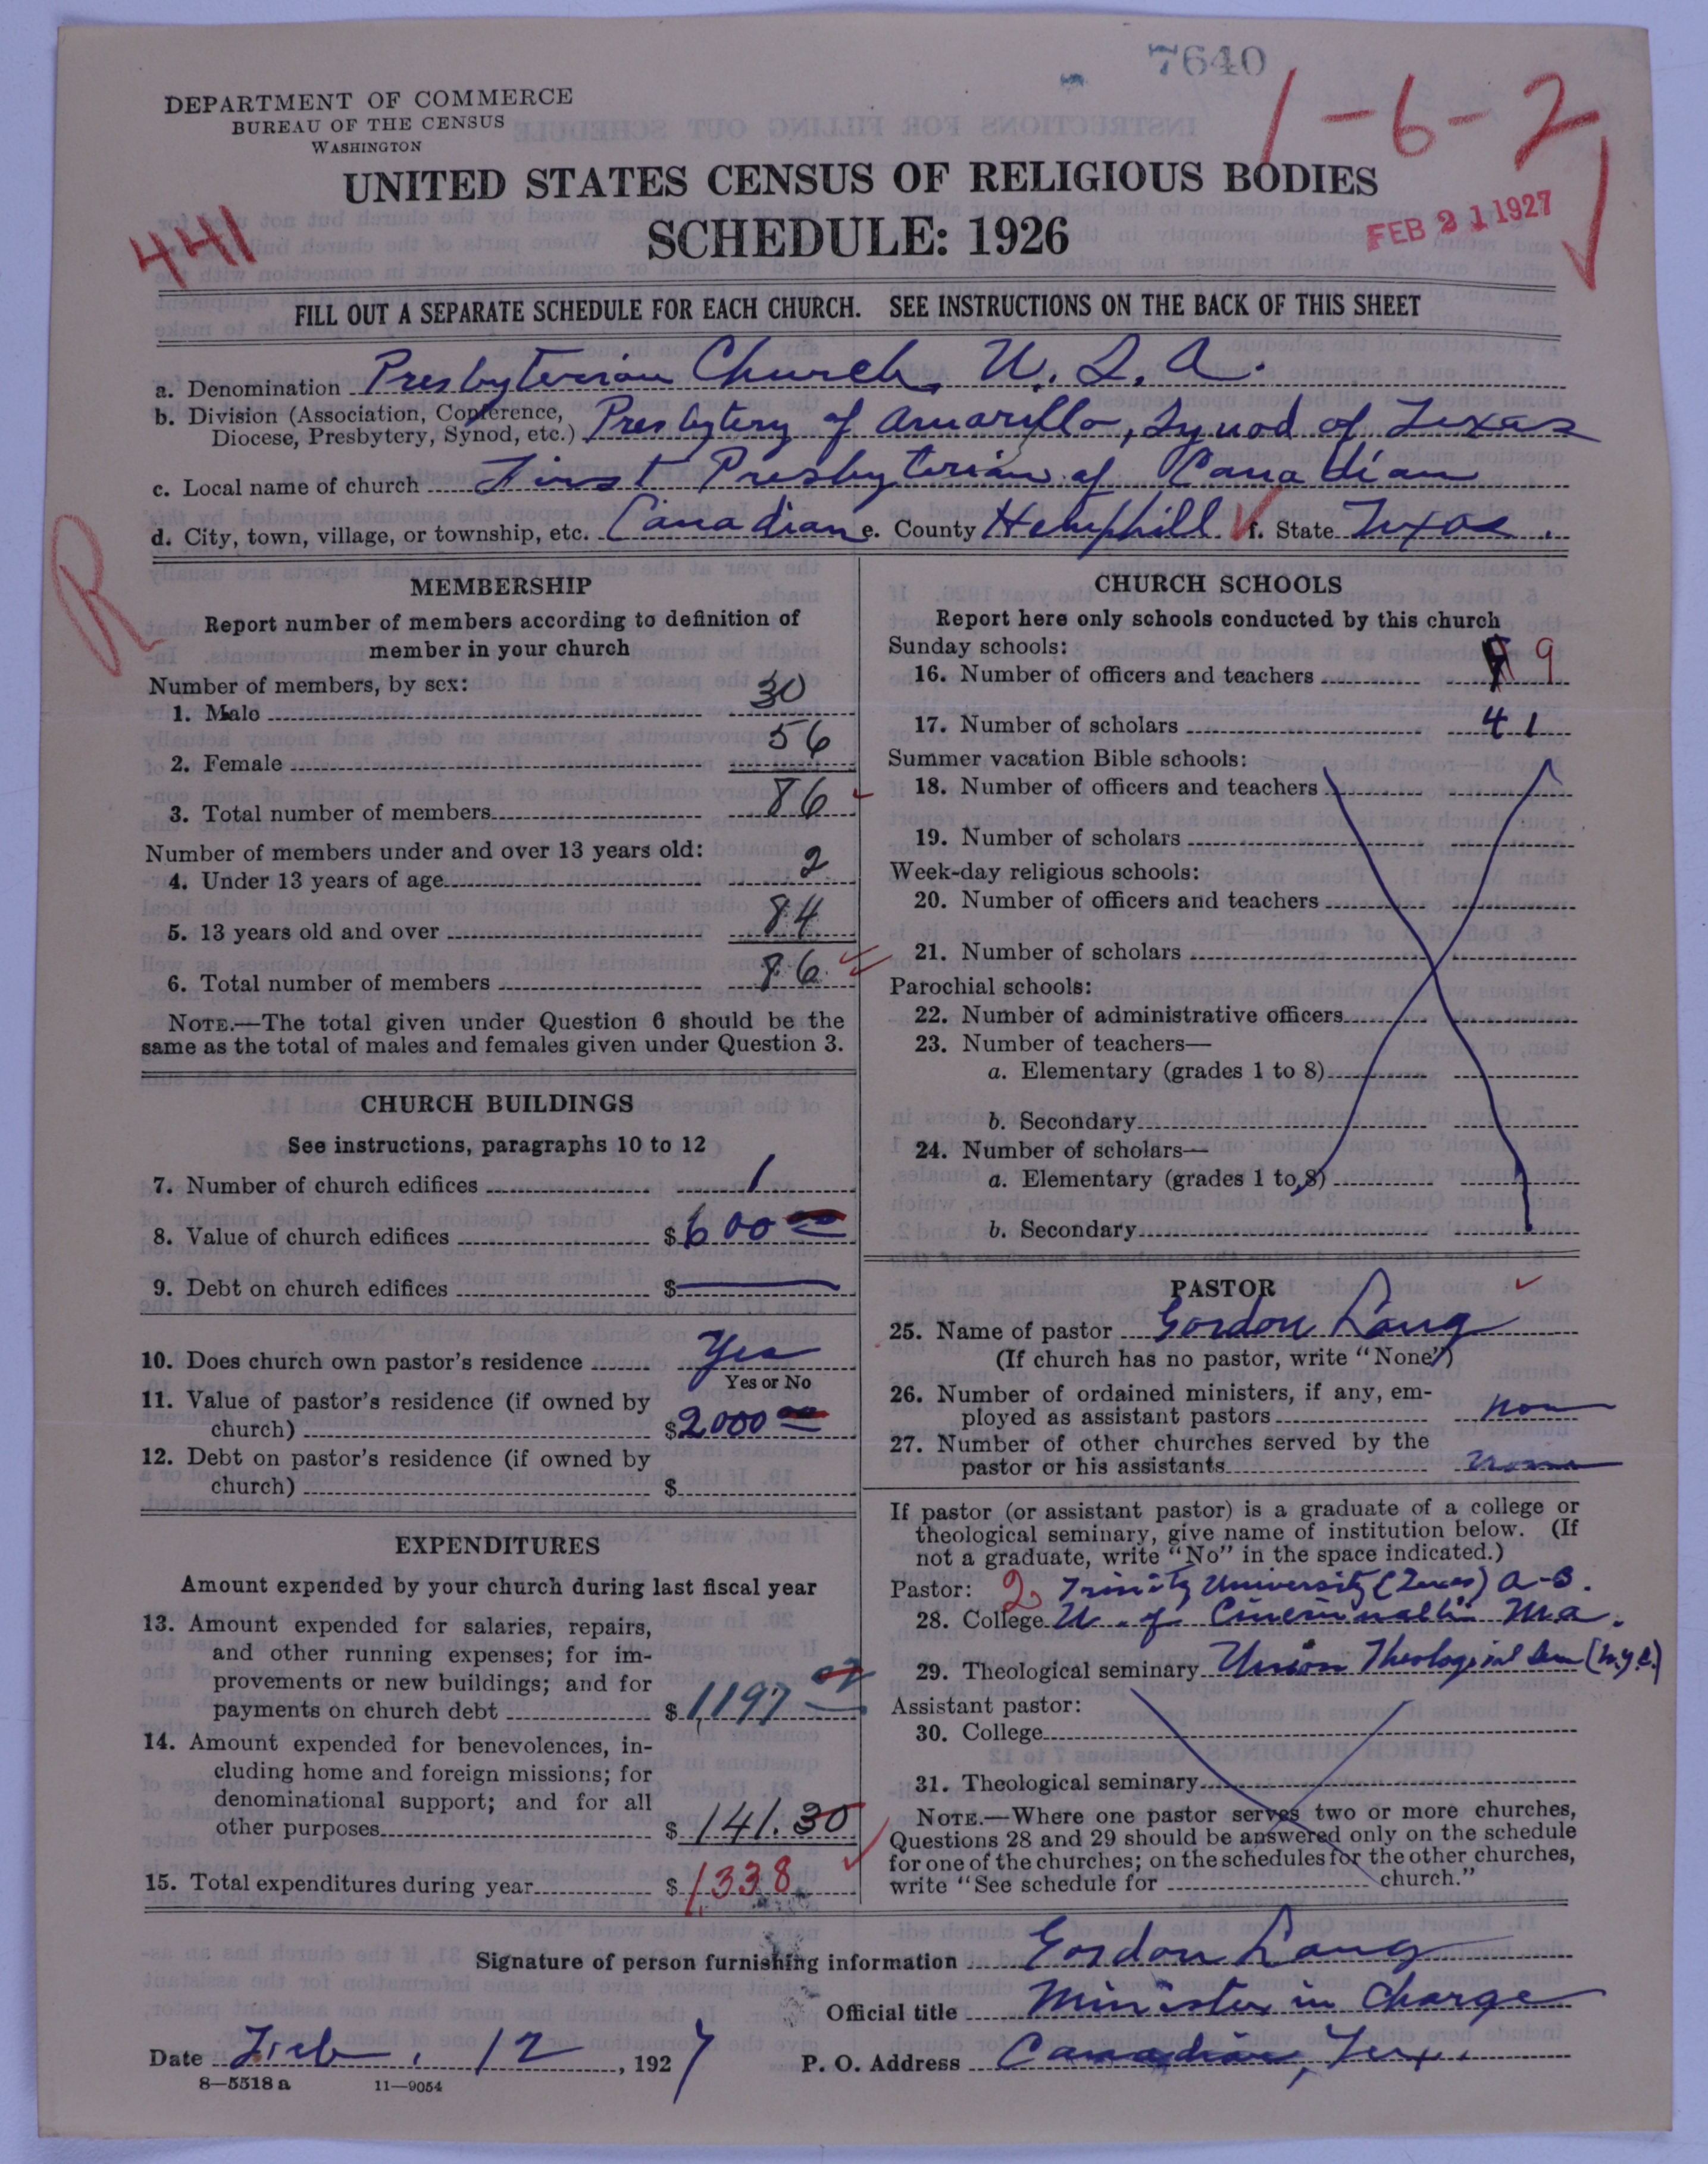 7640
1-6-2
DEPARTMENT OF COMMERCE
BUREAU OF THE CENSUS
WASHINGTON
UNITED STATES CENSUS OF RELIGIOUS BODIES
SCHEDULE: 1926
441
FEB 21 1927
FILL OUT A SEPARATE SCHEDULE FOR EACH CHURCH. SEE INSTRUCTIONS ON THE BACK OF THIS SHEET
a. Denomination Presbyterian Church, U. S. A.
b. Division (Association, Conference,
Diocese, Presbytery, Synod, etc.) Presbytery of Amarillo, Synod of Texas
c. Local name of church First Presbyterian of Canadian
d. City, town, village, or township, etc. Canadian e. County Hemphill f. State Texas.
R
MEMBERSHIP
Report number of members according to definition of
member in your church
Number of members, by sex:
1. Male 30
2. Female 56
3. Total number of members 86
Number of members under and over 13 years old:
4. Under 13 years of age 2
5. 13 years old and over 84
6. Total number of members 86
NOTE.—The total given under Question 6 should be the
same as the total of males and females given under Question 3.
CHURCH BUILDINGS
See instructions, paragraphs 10 to 12
7. Number of church edifices 1
8. Value of church edifices $600 00
9. Debt on church edifices $
10. Does church own pastor's residence Yes
Yes or No
11. Value of pastor's residence (if owned by
church) $2000 00
12. Debt on pastor's residence (if owned by
church) $
EXPENDITURES
Amount expended by your church during last fiscal year
13. Amount expended for salaries, repairs,
and other running expenses; for im-
provements or new buildings; and for
payments on church debt $1,197
14. Amount expended for benevolences, in-
cluding home and foreign missions; for
denominational support; and for all
other purposes $141.30
15. Total expenditures during year $1,338
CHURCH SCHOOLS
Report here only schools conducted by this church
Sunday schools:
16. Number of officers and teachers 9
17. Number of scholars 41
Summer vacation Bible schools:
18. Number of officers and teachers
19. Number of scholars
Week-day religious schools:
20. Number of officers and teachers
21. Number of scholars
Parochial schools:
22. Number of administrative officers
23. Number of teachers—
a. Elementary (grades 1 to 8)
b. Secondary
24. Number of scholars—
a. Elementary (grades 1 to 8)
b. Secondary
PASTOR
25. Name of pastor Gordon Lang
(If church has no pastor, write "None")
26. Number of ordained ministers, if any, em-
ployed as assistant pastors
27. Number of other churches served by the
pastor or his assistants
If pastor (or assistant pastor) is a graduate of a college or
theological seminary, give name of institution below. (If
not a graduate, write "No" in the space indicated.)
Pastor: 2 Trinity University (Texas) A-B.
28. College U. of Cincinnati M.A.
29. Theological seminary Union Theological Sem (N.Y.C.)
Assistant pastor:
30. College
31. Theological seminary
NOTE.—Where one pastor serves two or more churches,
Questions 28 and 29 should be answered only on the schedule
for one of the churches; on the schedules for the other churches,
write "See schedule for church."
Signature of person furnishing information Gordon Lang
Official title Minister in Charge
Date Feb. 12, 1927 P. O. Address Canadian, Tex.
8—5518 a 11—9054